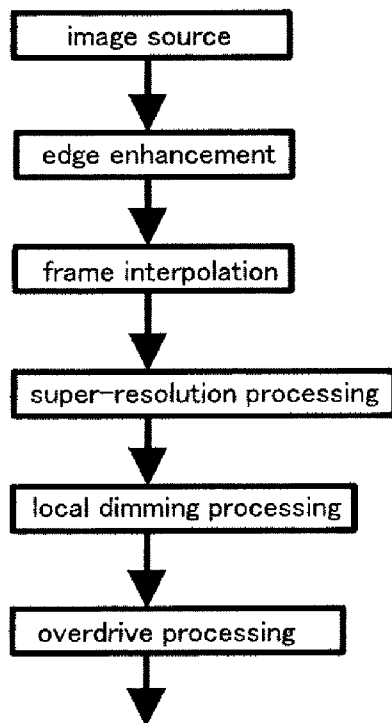 image source
edge enhancement
frame interpolation
super-resolution processing
local dimming processing
overdrive processing